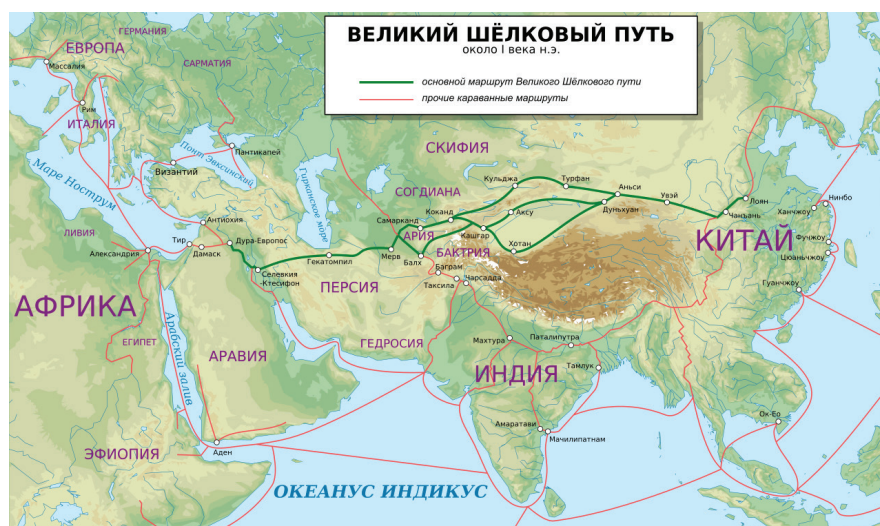 ВЕЛИКИЙ ШЁЛКОВЫЙ ПУТЬ
около I века н.э.
основной маршрут Великого Шёлкового пути
прочие караванные маршруты
ГЕРМАНИЯ
ЕВРОПА
Массалия
САРМАТИЯ
Рим
ИТАЛИЯ
Пантикапей
Понт Эвксинский
Византий
Маре Нострум
СКИФИЯ
Гирканское море
СОГДИАНА
Кульджа
Турфан
Аньси
Увэй
Лоян
Нинбо
Ханчжоу
Чанъань
Дуньхуан
Аксу
Коканд
Самарканд
Кашгар
АРИЯ
Хотан
КИТАЙ
Фучжоу
Цюаньчжоу
Гуанчжоу
ЛИВИЯ
Антиохия
Тир
Дура-Европос
Александрия
Дамаск
Гекатомпил
Мерв
Балх
БАКТРИЯ
Баграм
Чарсадда
Таксила
Селевкия
-Ктесифон
ПЕРСИЯ
АФРИКА
ЕГИПЕТ
Арабский залив
АРАВИЯ
ГЕДРОСИЯ
Махтура
Паталипутра
ИНДИЯ
Тамлук
Ок-Ео
Амаратави
Мачилипатнам
ЭФИОПИЯ
Аден
ОКЕАНУС ИНДИКУС